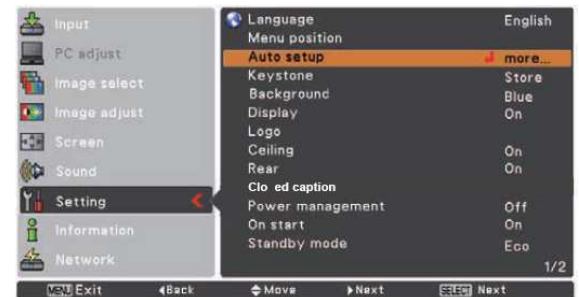 Input
PC adjust
Image select
Image adjust
Screen
Sound
Setting
Information
Network
Language English
Menu position
Auto setup more...
Keystone Store
Background Blue
Display On
Logo
Ceiling On
Rear On
Clo ed caption
Power management Off
On start On
Standby mode Eco
1/2
MENU Exit Back Move Next SELECT Next